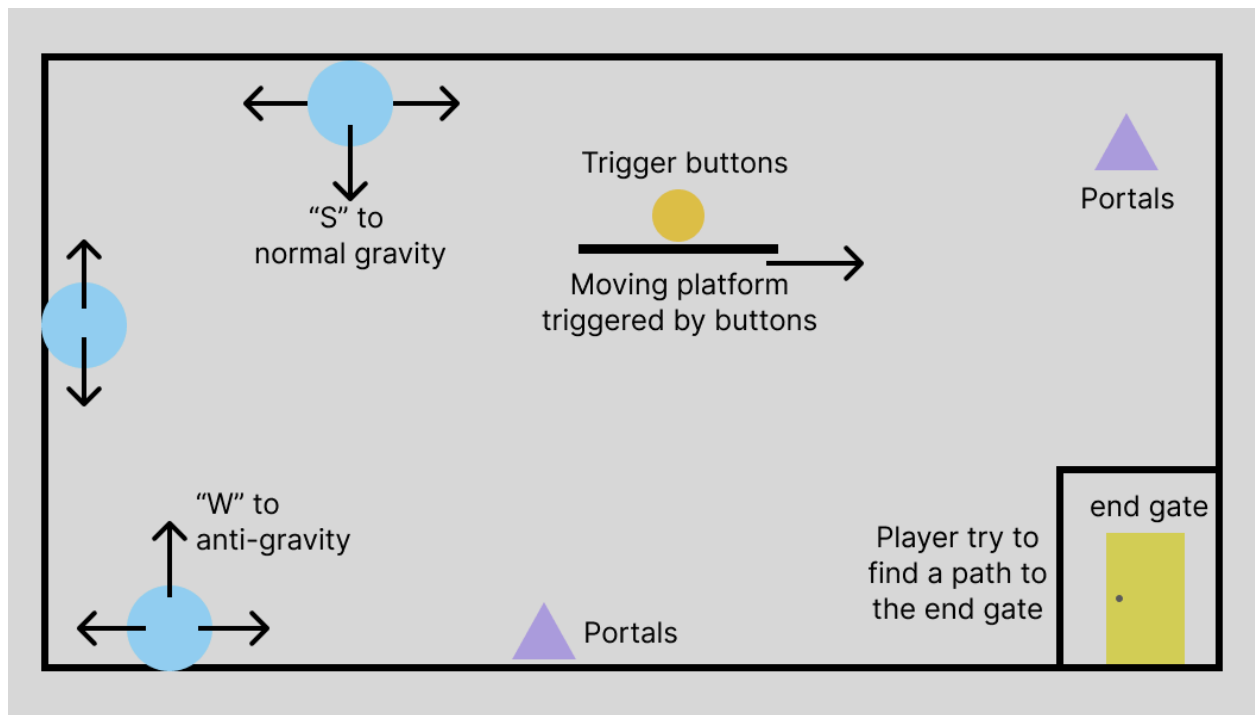 Trigger buttons
Portals
“S” to
normal gravity
Moving platform
triggered by buttons
“W” to
anti-gravity
end gate
Player try to
find a path to
the end gate
Portals